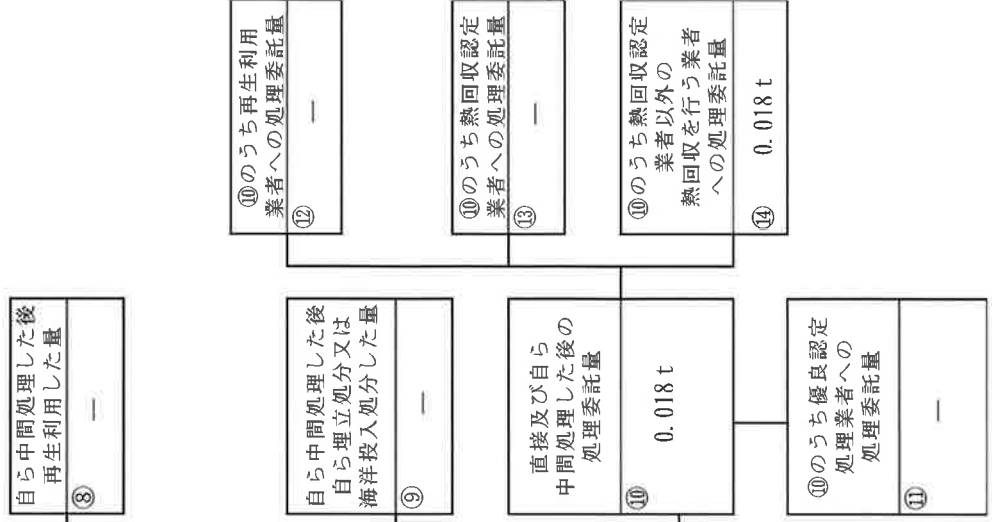 自ら中間処理した後
再生利用した量
⑧
—
自ら中間処理した後
自ら埋立処分又は
海洋投入処分した量
⑨
—
直接及び自ら
中間処理した後の
処理委託量
⑩
0.018 t
⑩のうち優良認定
処理業者への
処理委託量
⑪
—
⑩のうち再生利用
業者への処理委託量
⑫
—
⑩のうち熱回収認定
業者への処理委託量
⑬
—
⑩のうち熱回収認定
業者以外の
熱回収を行う業者
への処理委託量
⑭
0.018 t